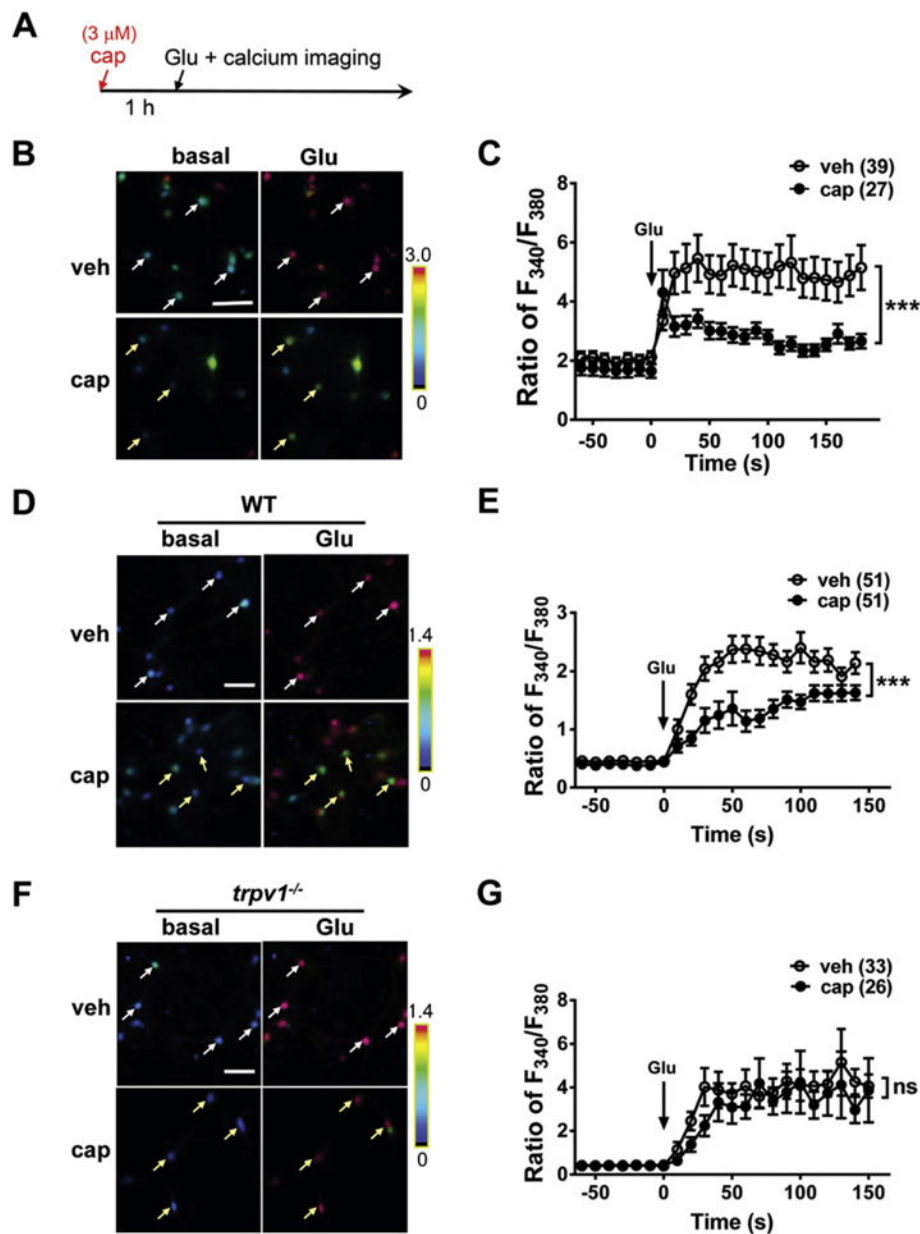 A
(3 μM)
cap
Glu + calcium imaging
1 h
B
basal
Glu
veh
cap
3.0
0
C
veh (39)
cap (27)
Glu
Ratio of F340/F380
8
6
4
2
0
***
-50
0
50
100
150
Time (s)
D
WT
basal
Glu
veh
cap
1.4
0
E
veh (51)
cap (51)
Glu
Ratio of F340/F380
3
2
1
0
***
-50
0
50
100
150
Time (s)
F
trpv1-/-
basal
Glu
veh
cap
1.4
0
G
veh (33)
cap (26)
Glu
Ratio of F340/F380
8
6
4
2
0
ns
-50
0
50
100
150
Time (s)